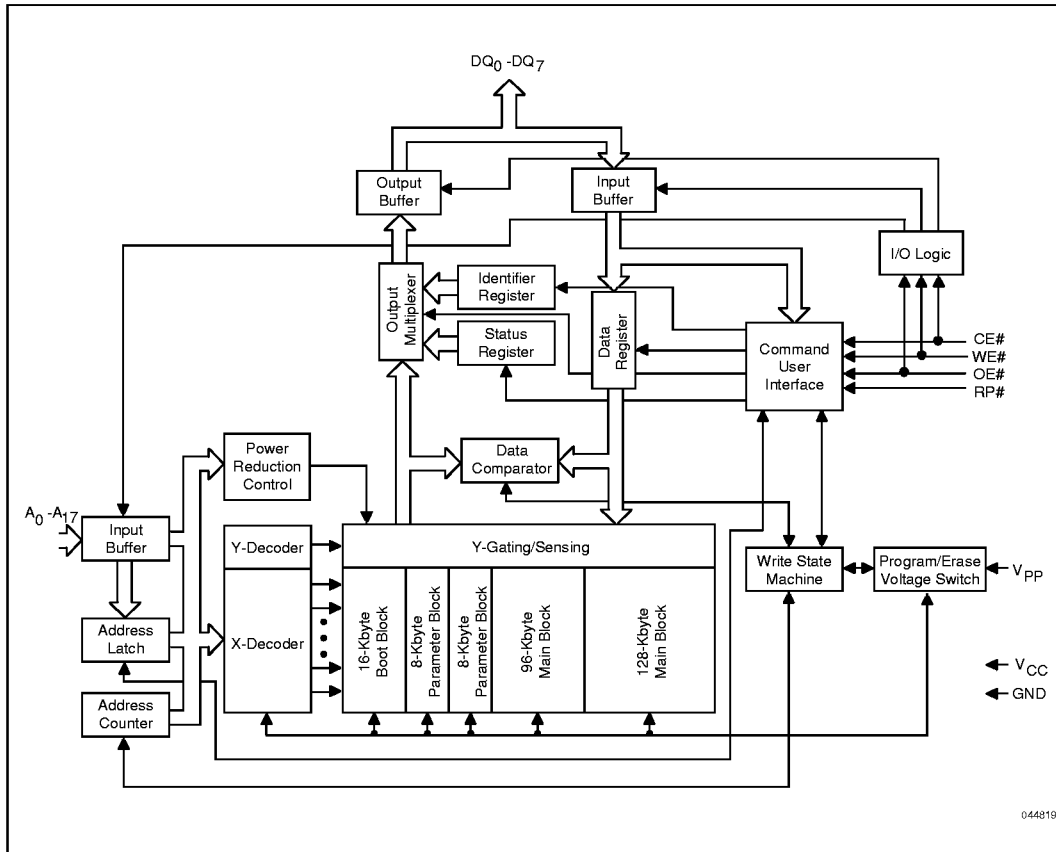 DQ0 -DQ7
Output
Buffer
Input
Buffer
I/O Logic
Output
Multiplexer
Identifier
Register
Status
Register
Data
Register
Command
User
Interface
CE#
WE#
OE#
RP#
Power
Reduction
Control
Data
Comparator
A0 -A17
Input
Buffer
Y-Decoder
Y-Gating/Sensing
Write State
Machine
Program/Erase
Voltage Switch
VPP
Address
Latch
X-Decoder
16-Kbyte
Boot Block
8-Kbyte
Parameter Block
8-Kbyte
Parameter Block
96-Kbyte
Main Block
128-Kbyte
Main Block
VCC
GND
Address
Counter
044819